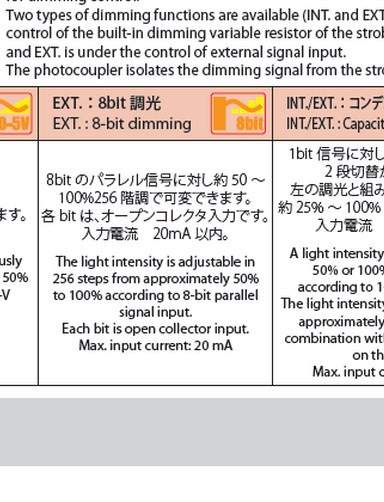 for dimming control.
Two types of dimming functions are available (INT. and EXT
control of the built-in dimming variable resistor of the stro
and EXT. is under the control of external signal input.
The photocoupler isolates the dimming signal from the str
0-5V
ます。
usly
50%
-V
EXT.：8bit 調光
EXT. : 8-bit dimming
8bit
8bit のパラレル信号に対し約 50 ～
100%256 階調で可変できます。
各 bit は、オープンコレクタ入力です。
入力電流　20mA 以内。
The light intensity is adjustable in
256 steps from approximately 50%
to 100% according to 8-bit parallel
signal input.
Each bit is open collector input.
Max. input current: 20 mA
INT./EXT.：コンデ
INT./EXT. : Capacit
1bit 信号に対し
2 段切替
左の調光と組み
約 25% ～ 100%
入力電流
A light intensity
50% or 100%
according to 1
The light intensity
approximately
combination wit
on th
Max. input c